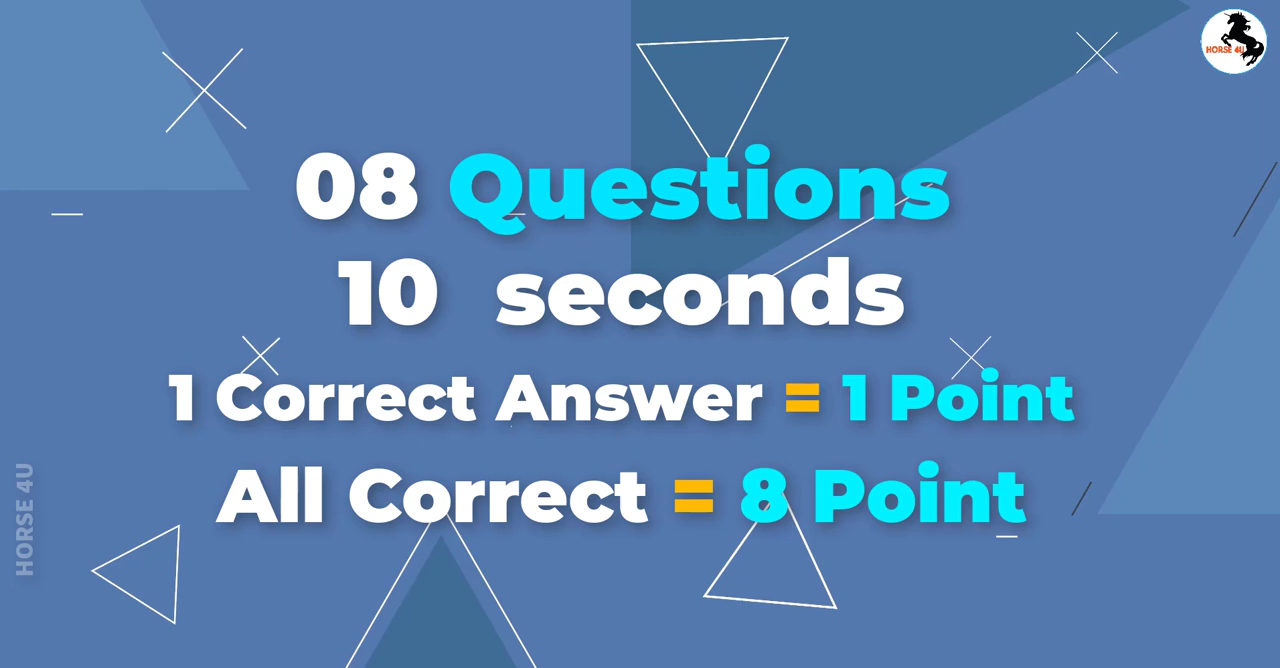 HORSE 4U
08 Questions
10 seconds
1 Correct Answer = 1 Point
All Correct = 8 Point
HORSE 4U